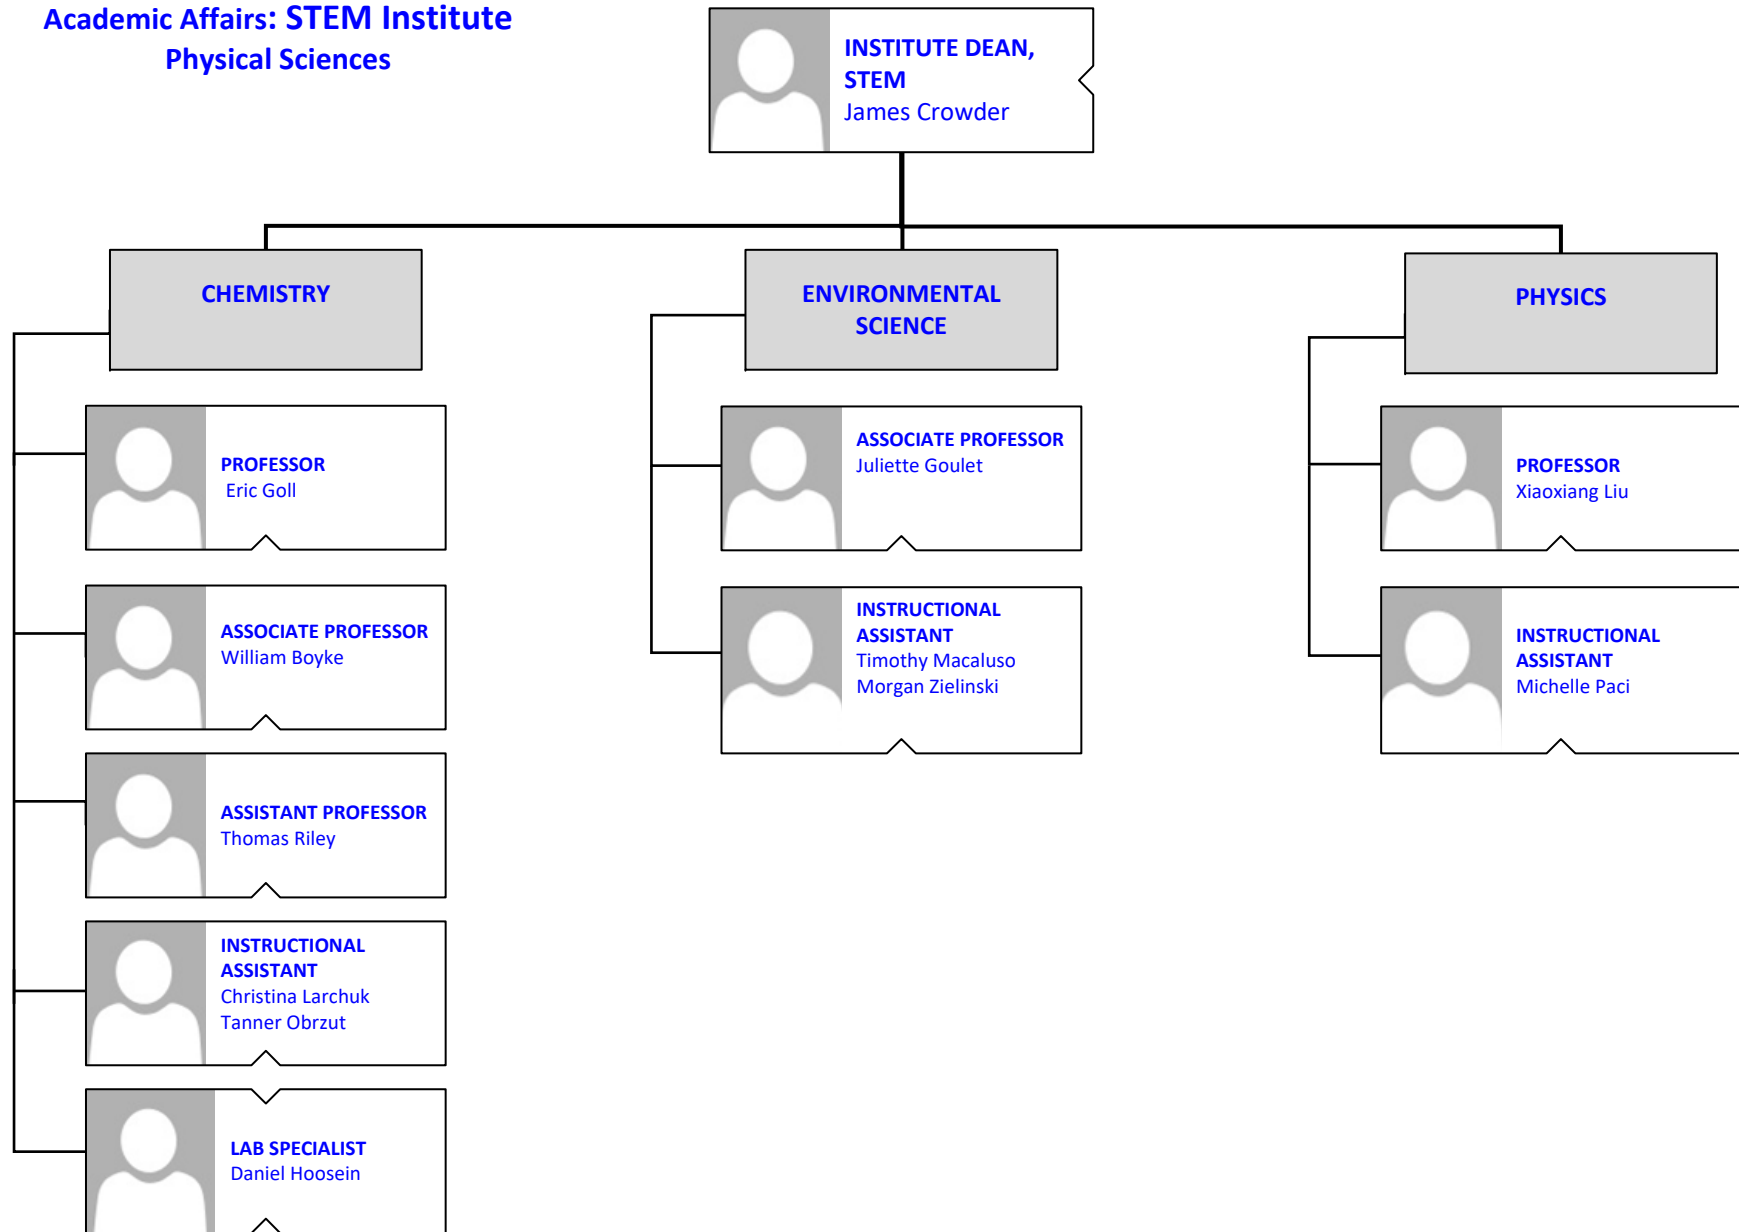 Academic Affairs: STEM Institute
Physical Sciences
INSTITUTE DEAN,
STEM
James Crowder
CHEMISTRY
PROFESSOR
Eric Goll
ASSOCIATE PROFESSOR
William Boyke
ASSISTANT PROFESSOR
Thomas Riley
INSTRUCTIONAL
ASSISTANT
Christina Larchuk
Tanner Obrzut
LAB SPECIALIST
Daniel Hoosein
ENVIRONMENTAL
SCIENCE
ASSOCIATE PROFESSOR
Juliette Goulet
INSTRUCTIONAL
ASSISTANT
Timothy Macaluso
Morgan Zielinski
PHYSICS
PROFESSOR
Xiaoxiang Liu
INSTRUCTIONAL
ASSISTANT
Michelle Paci